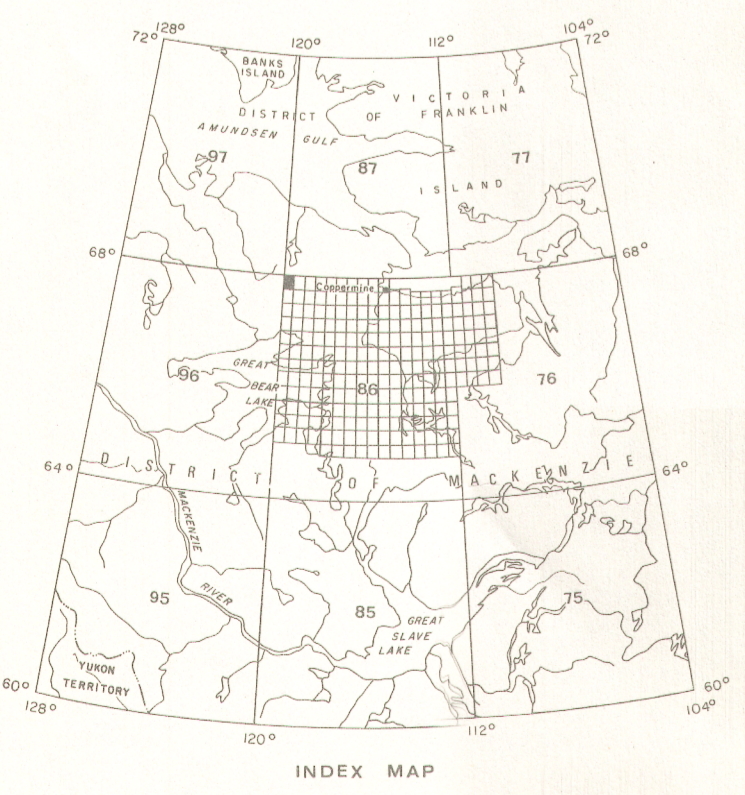 128°
72°
120°
112°
104°
72°
BANKS
ISLAND
VICTORIA
DISTRICT OF FRANKLIN
AMUNDSEN GULF
97
87
77
ISLAND
68°
68°
Coppermine
GREAT
BEAR
LAKE
96
86
76
64°
DISTRICT OF MACKENZIE
64°
MACKENZIE
RIVER
95
85
75
GREAT
SLAVE
LAKE
YUKON
TERRITORY
60°
128°
120°
112°
60°
104°
INDEX MAP